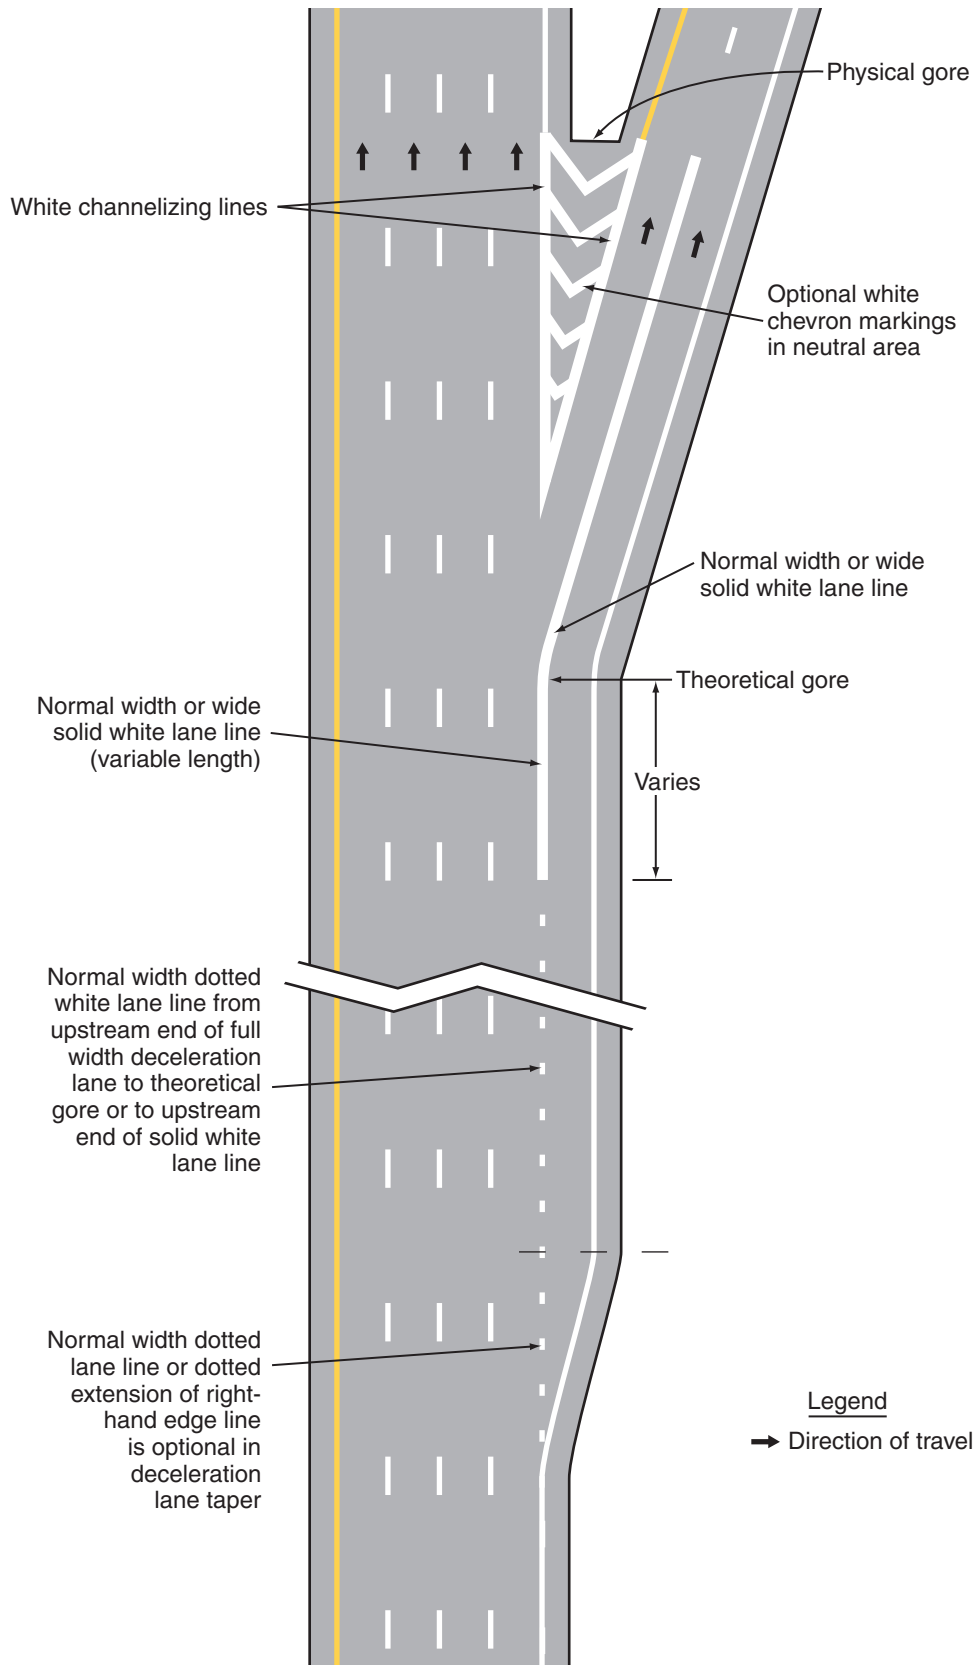 Physical gore
White channelizing lines
Optional white
chevron markings
in neutral area
Normal width or wide
solid white lane line
Theoretical gore
Normal width or wide
solid white lane line
(variable length)
Varies
Normal width dotted
white lane line from
upstream end of full
width deceleration
lane to theoretical
gore or to upstream
end of solid white
lane line
Normal width dotted
lane line or dotted
extension of right-
hand edge line
is optional in
deceleration
lane taper
Legend
Direction of travel